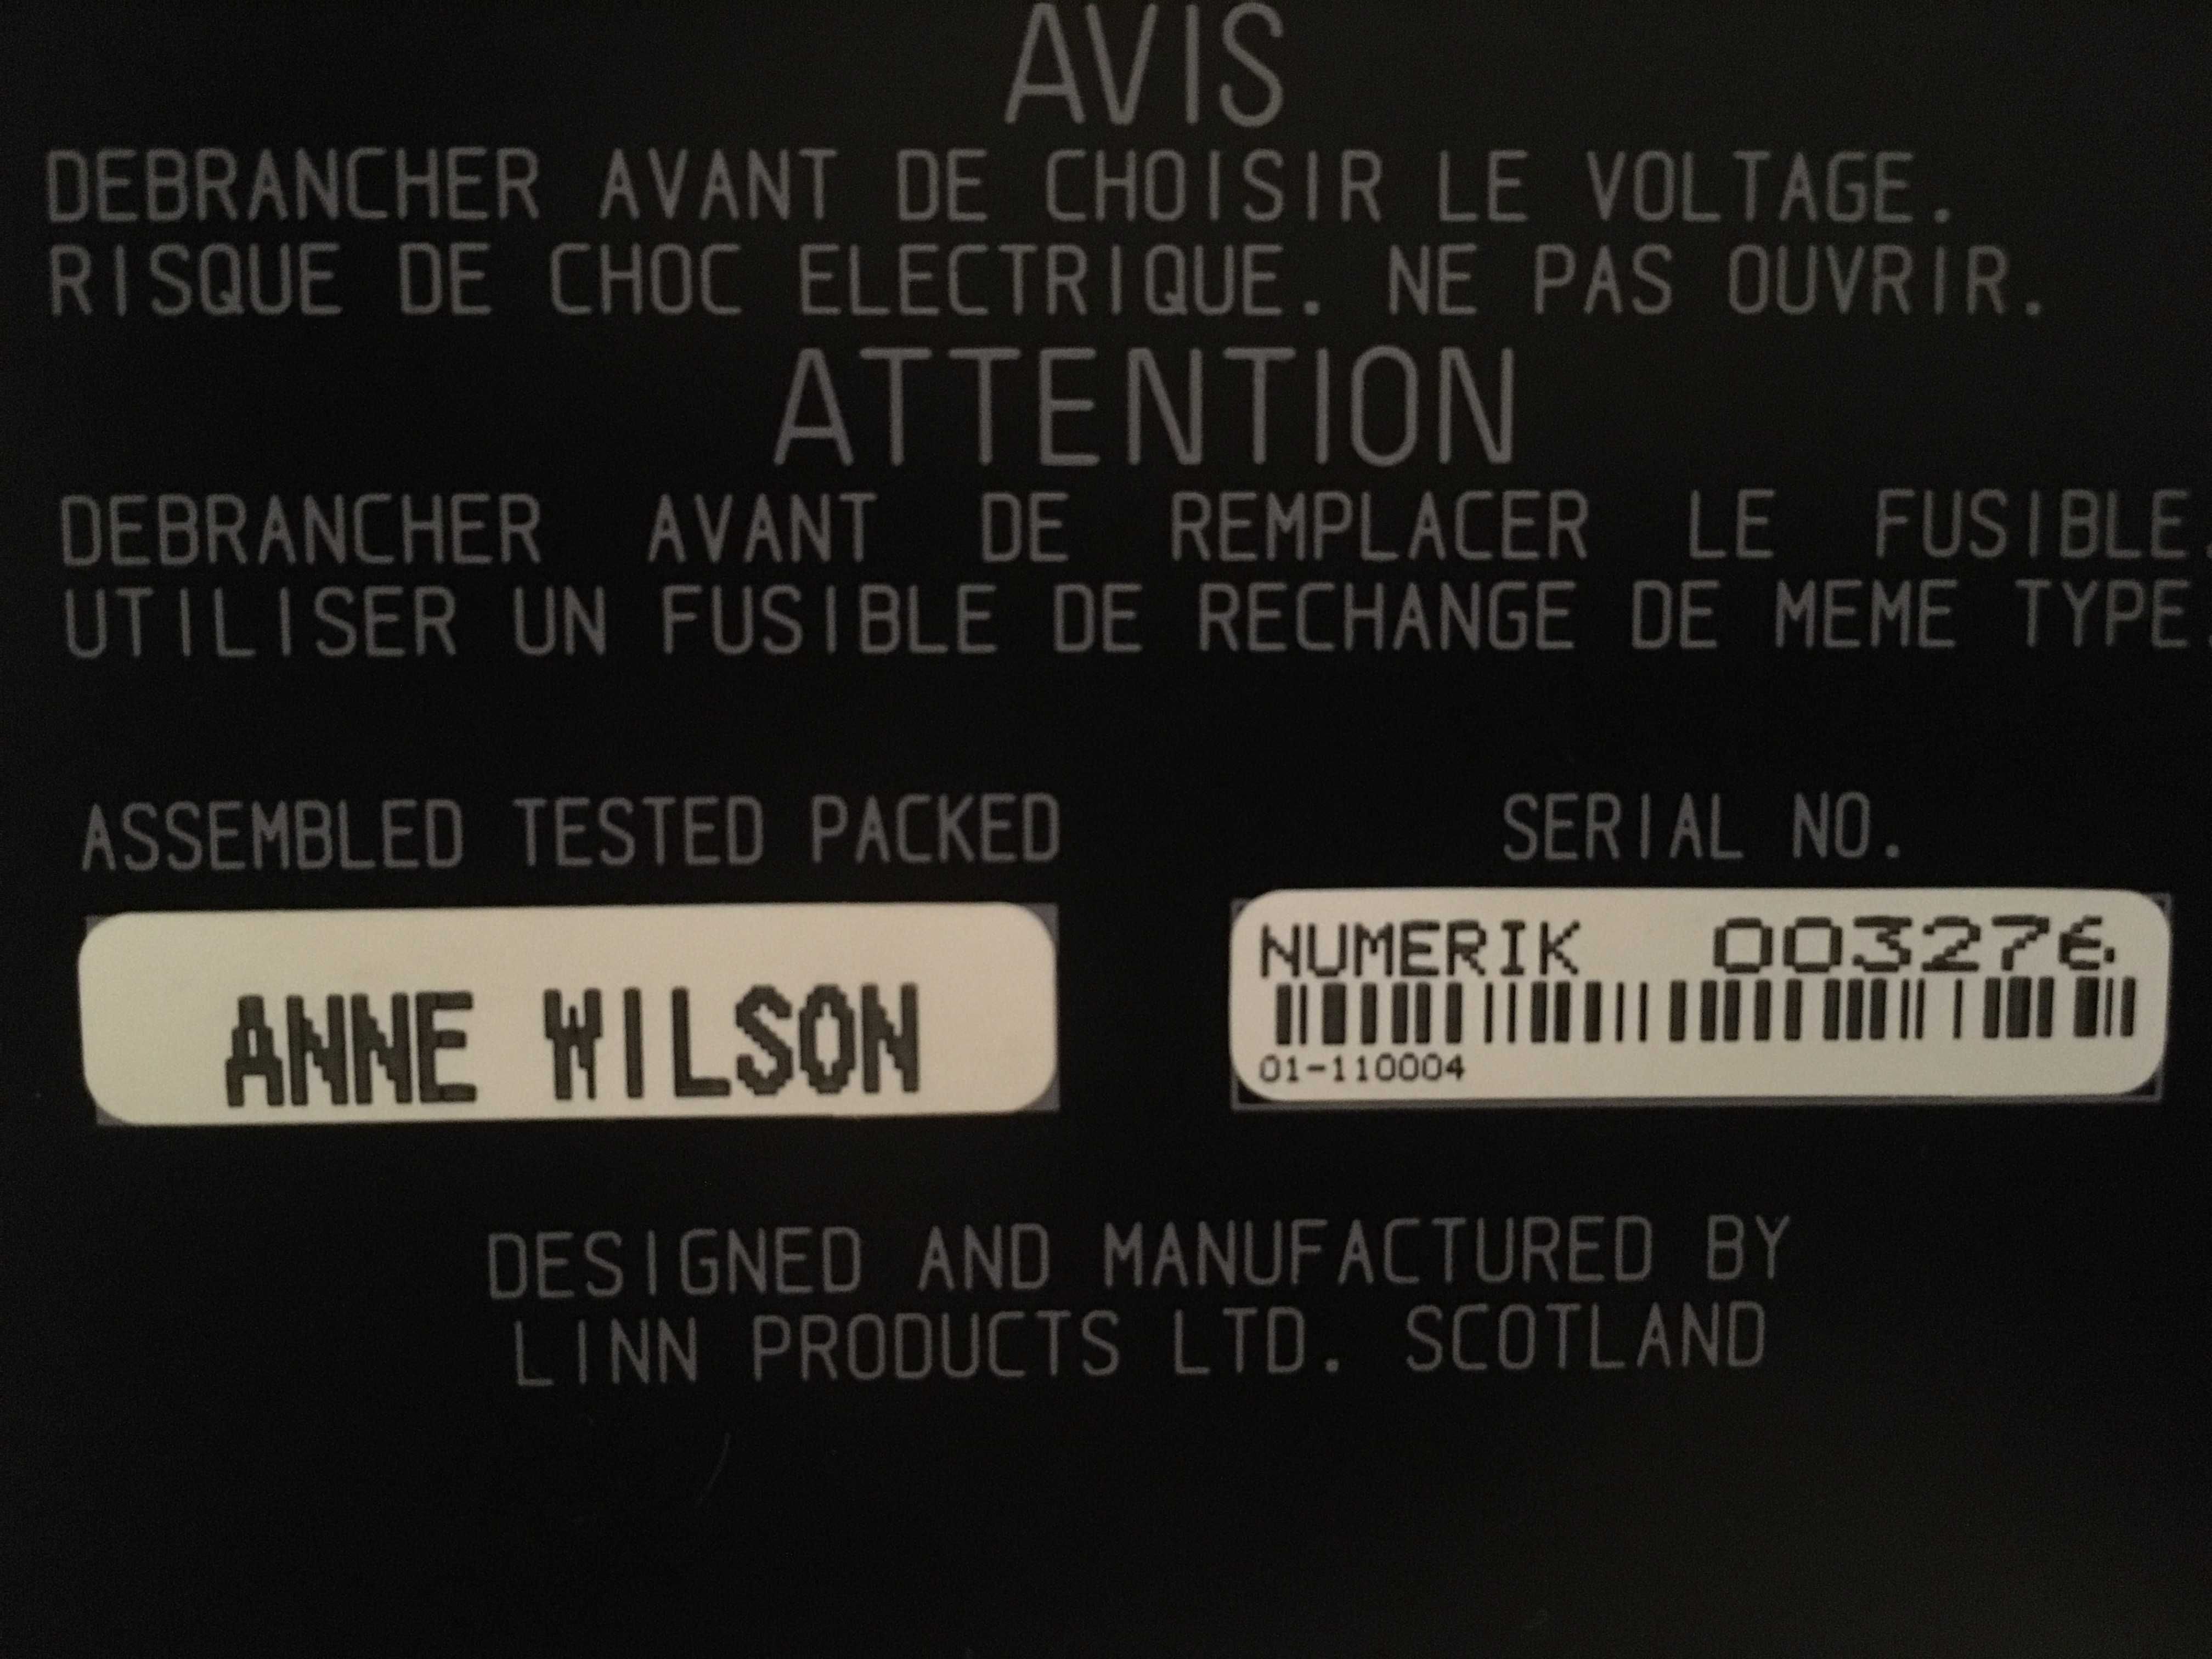 AVIS
DEBRANCHER AVANT DE CHOISIR LE VOLTAGE.
RISQUE DE CHOC ELECTRIQUE. NE PAS OUVRIR.
ATTENTION
DEBRANCHER AVANT DE REMPLACER LE FUSIBLE.
UTILISER UN FUSIBLE DE RECHANGE DE MEME TYPE.
ASSEMBLED TESTED PACKED
ANNE WILSON
SERIAL NO.
NUMERIK 003276
01-110004
DESIGNED AND MANUFACTURED BY
LINN PRODUCTS LTD. SCOTLAND